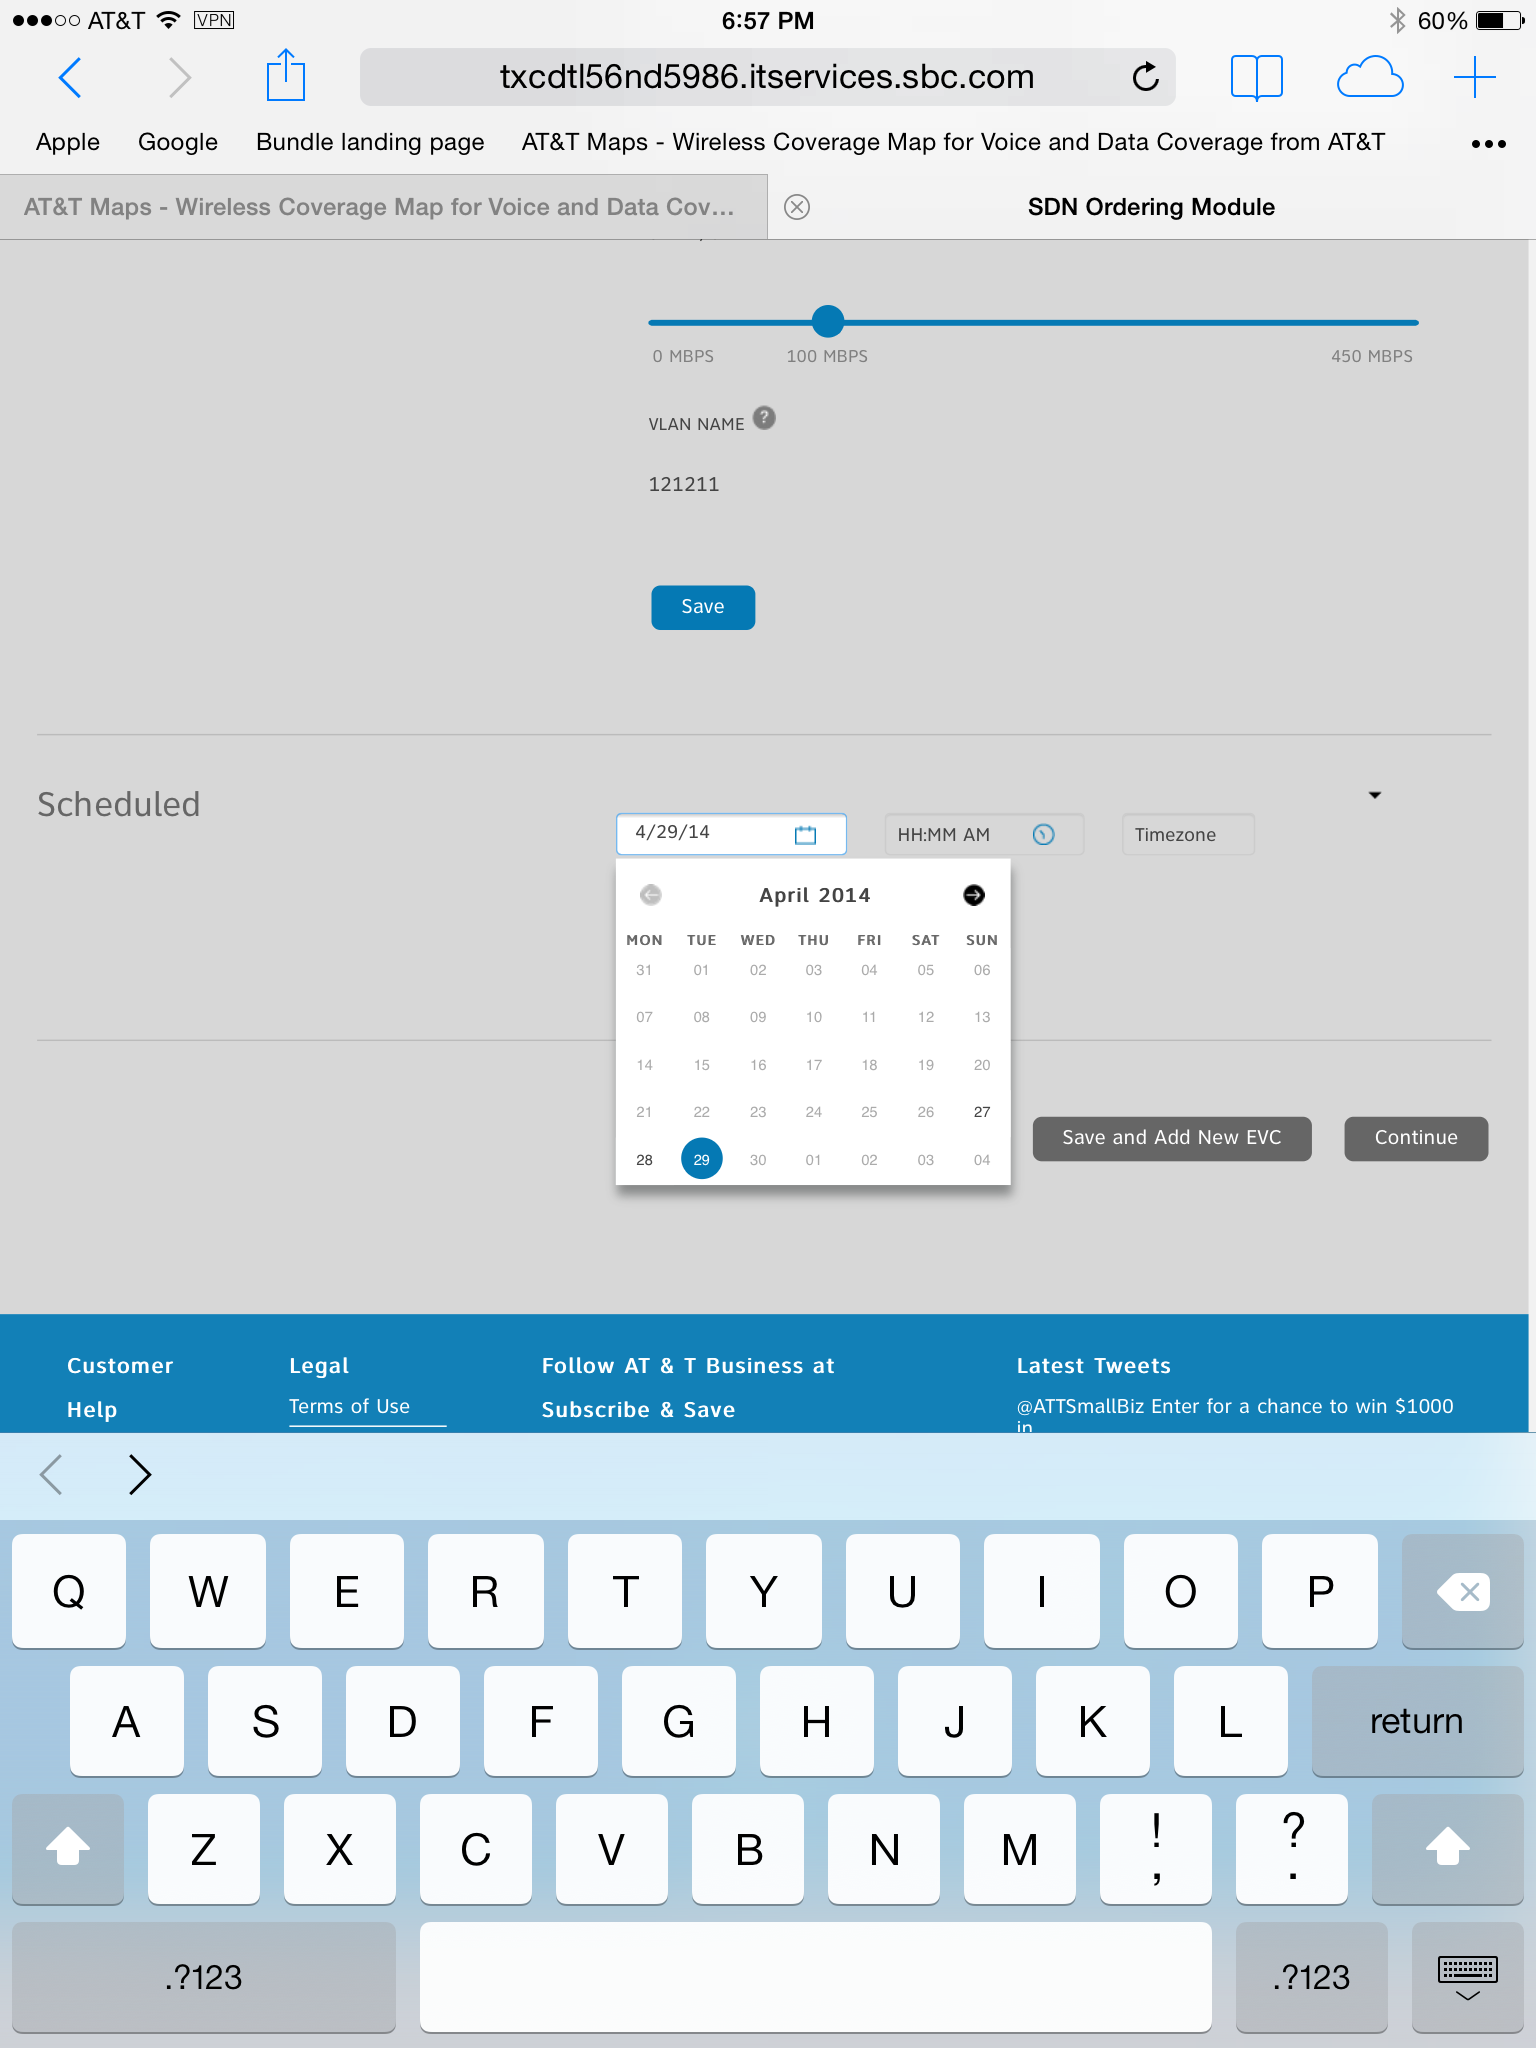 AT&T VPN 6:57 PM 60%
txcdtl56nd5986.itservices.sbc.com
Apple Google Bundle landing page AT&T Maps - Wireless Coverage Map for Voice and Data Coverage from AT&T •••
AT&T Maps - Wireless Coverage Map for Voice and Data Cov... SDN Ordering Module
0 MBPS 100 MBPS 450 MBPS
VLAN NAME ?
121211
Save
Scheduled
4/29/14 HH:MM AM Timezone
April 2014
MON TUE WED THU FRI SAT SUN
31 01 02 03 04 05 06
07 08 09 10 11 12 13
14 15 16 17 18 19 20
21 22 23 24 25 26 27
28 29 30 01 02 03 04
Save and Add New EVC Continue
Customer Legal Follow AT & T Business at Latest Tweets
Help Terms of Use Subscribe & Save @ATTSmallBiz Enter for a chance to win $1000
in
Q W E R T Y U I O P
A S D F G H J K L return
Z X C V B N M ! , ? .
.?123 .?123